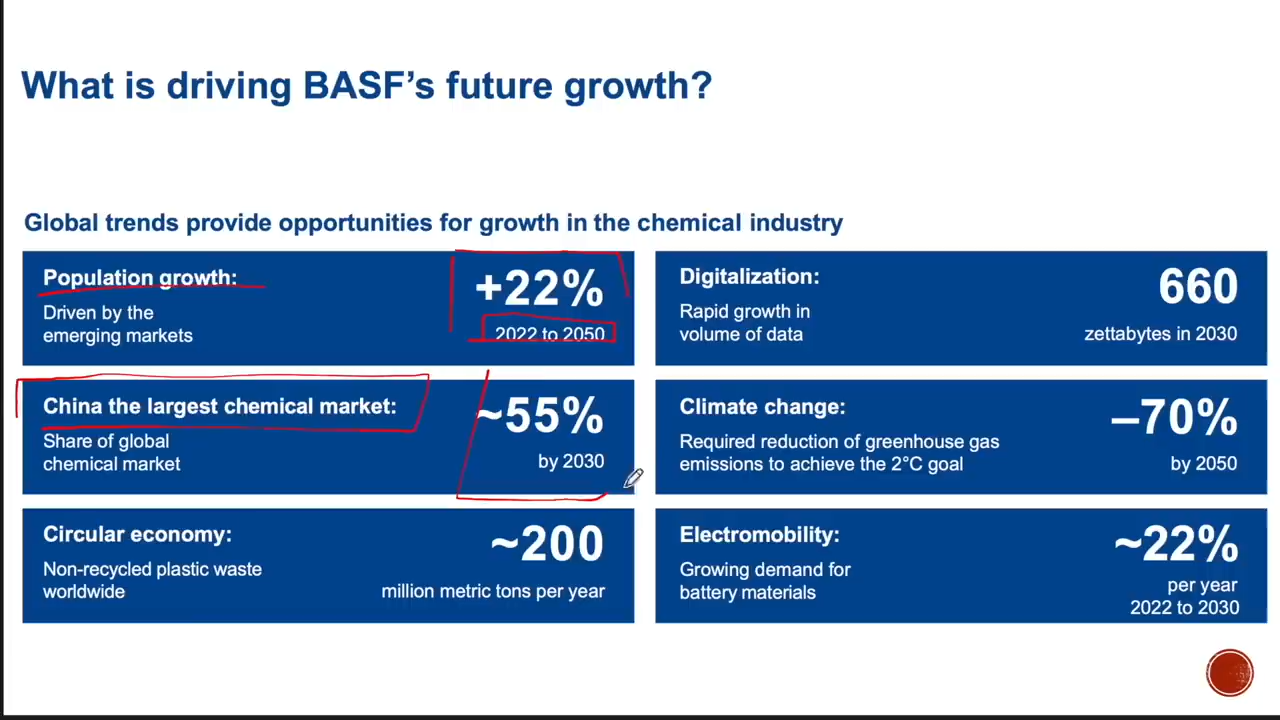 What is driving BASF's future growth?
Global trends provide opportunities for growth in the chemical industry
Population growth:
Driven by the
emerging markets
+22%
2022 to 2050
Digitalization:
Rapid growth in
volume of data
660
zettabytes in 2030
China the largest chemical market:
Share of global
chemical market
~55%
by 2030
Climate change:
Required reduction of greenhouse gas
emissions to achieve the 2°C goal
–70%
by 2050
Circular economy:
Non-recycled plastic waste
worldwide
~200
million metric tons per year
Electromobility:
Growing demand for
battery materials
~22%
per year
2022 to 2030